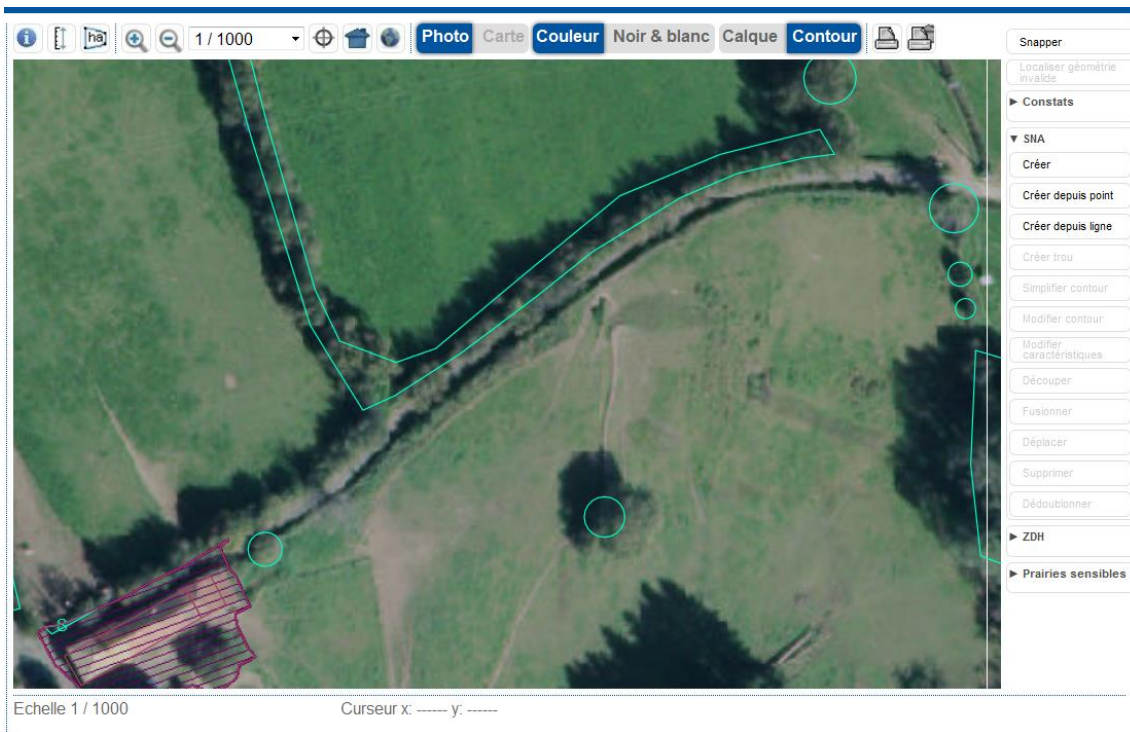 ha 1 / 1000 Photo Carte Couleur Noir & blanc Calque Contour
Snapper
Localiser géométrie
invalide
► Constats
▼ SNA
Créer
Créer depuis point
Créer depuis ligne
Créer trou
Simplifier contour
Modifier contour
Modifier
caractéristiques
Découper
Fusionner
Déplacer
Supprimer
Dédoublonner
► ZDH
► Prairies sensibles
S
Echelle 1 / 1000 Curseur x: ------ y: ------